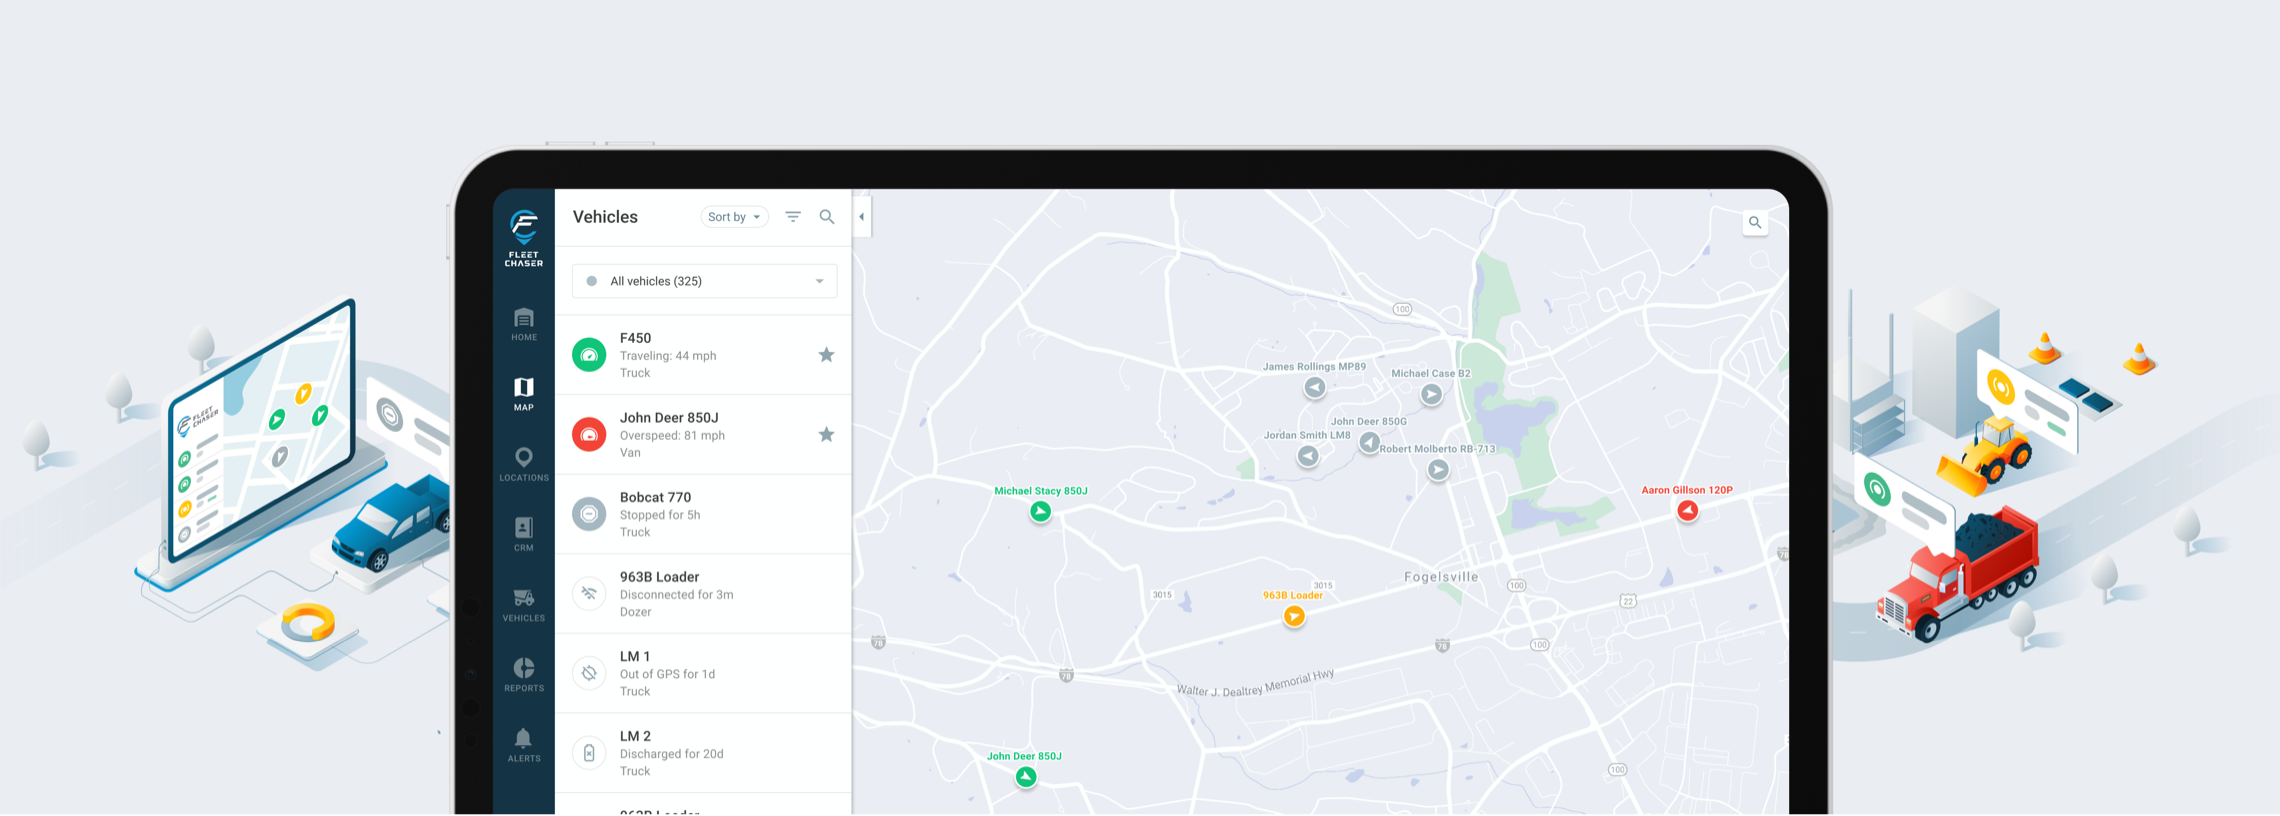 FLEET
CHASER
HOME
MAP
LOCATIONS
CRM
VEHICLES
REPORTS
ALERTS
Vehicles
Sort by
All vehicles (325)
F450
Traveling: 44 mph
Truck
John Deer 850J
Overspeed: 81 mph
Van
Bobcat 770
Stopped for 5h
Truck
963B Loader
Disconnected for 3m
Dozer
LM 1
Out of GPS for 1d
Truck
LM 2
Discharged for 20d
Truck
963B Loader
100
James Rollings MP89
Michael Case B2
John Deer 850G
Jordan Smith LM8
Robert Molberto RB-713
Michael Stacy 850J
Aaron Gillson 120P
78
Fogelsville
3015
100
3015
963B Loader
22
78
78
100
78
Walter J. Dealtrey Memorial Hwy
John Deer 850J
100
FLEET
CHASER